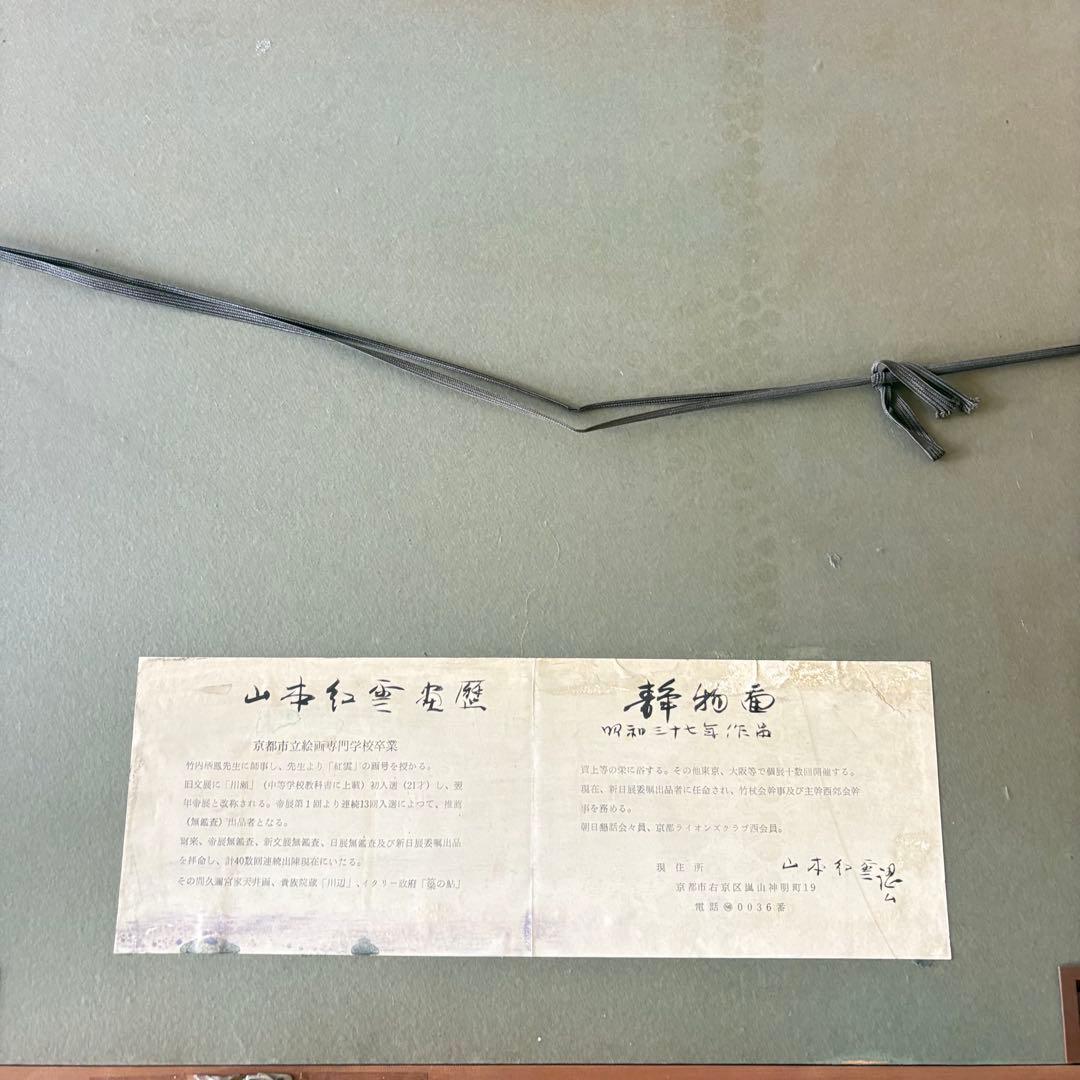 山本紅雲画歴
京都市立絵画専門学校卒業
竹内栖鳳先生に師事し、先生より「紅雲」の画号を授かる。
旧文展に「川瀬」(中等学校教科書に上載)初入選(21才)し、翌
年帝展と改称される。帝展第1回より連続13回入選によつて、推薦
(無鑑査)出品者となる。
爾来、帝展無鑑査、新文展無鑑査、日展無鑑査及び新日展委嘱出品
を拝命し、計40数回連続出陳現在にいたる。
その間久邇宮家天井画、貴族院蔵「川辺」、イタリー政府「簗の鮎」
静物画
昭和三十七年作品
買上等の栄に浴する。その他東京、大阪等で個展十数回開催する。
現在、新日展委嘱出品者に任命され、竹杖会幹事及び主幹西郊会幹
事を務める。
朝日懇話会々員、京都ライオンズクラブ西会員。
現住所
山本紅雲
京都市右京区嵐山神明町19
電話 0036番